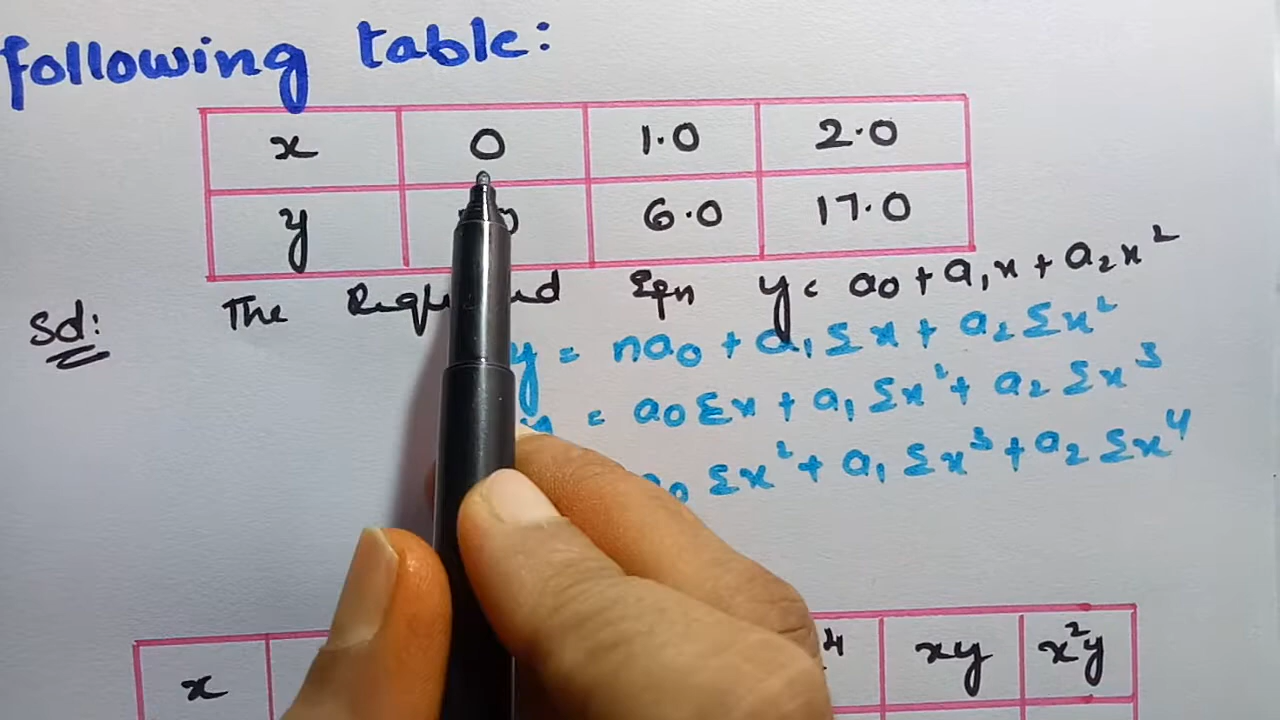 following table:
x 0 1.0 2.0
y 6.0 17.0
Sol: The Eqn y = a0 + a1x + a2x²
y = na0 + a1Σx + a2Σx²
= a0Σx + a1Σx² + a2Σx³
a0 Σx² + a1Σx³ + a2Σx⁴
x xy x²y